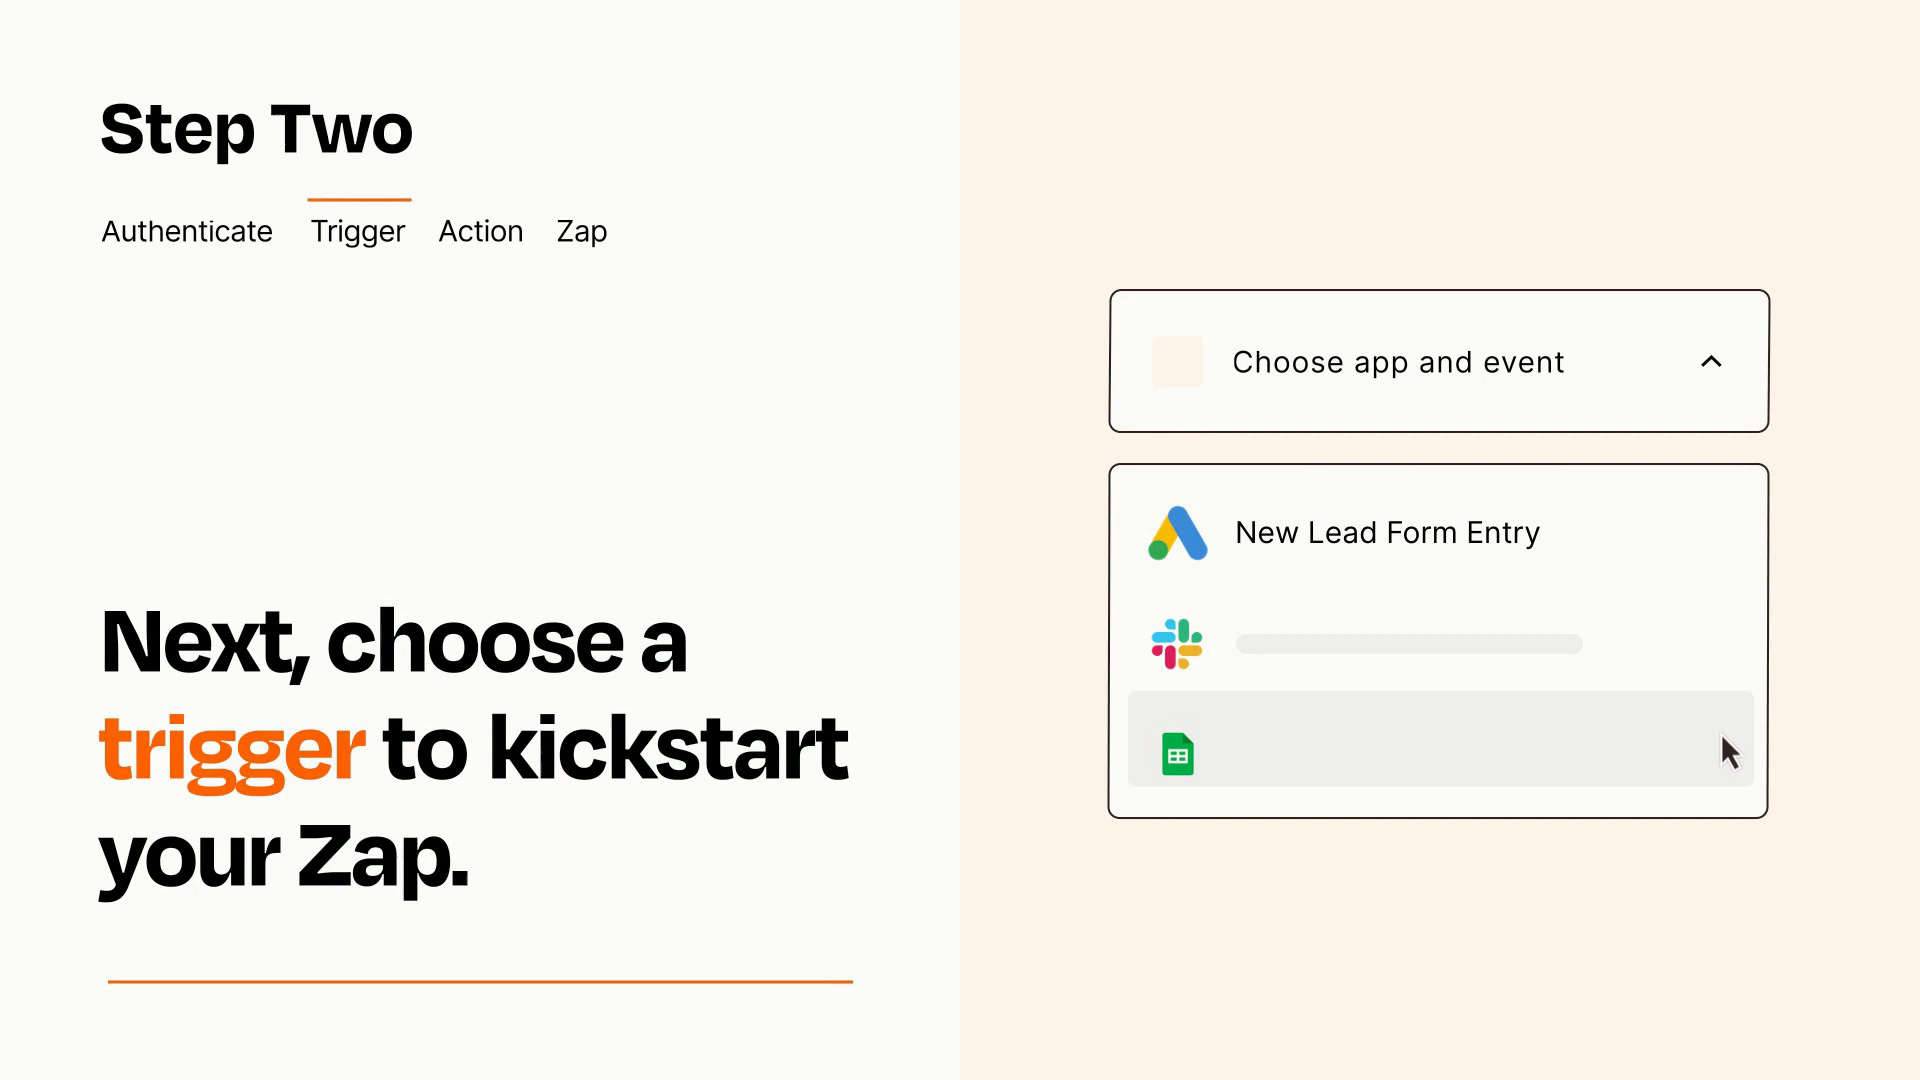 Step Two
Authenticate Trigger Action Zap
Next, choose a
trigger to kickstart
your Zap.
Choose app and event
New Lead Form Entry